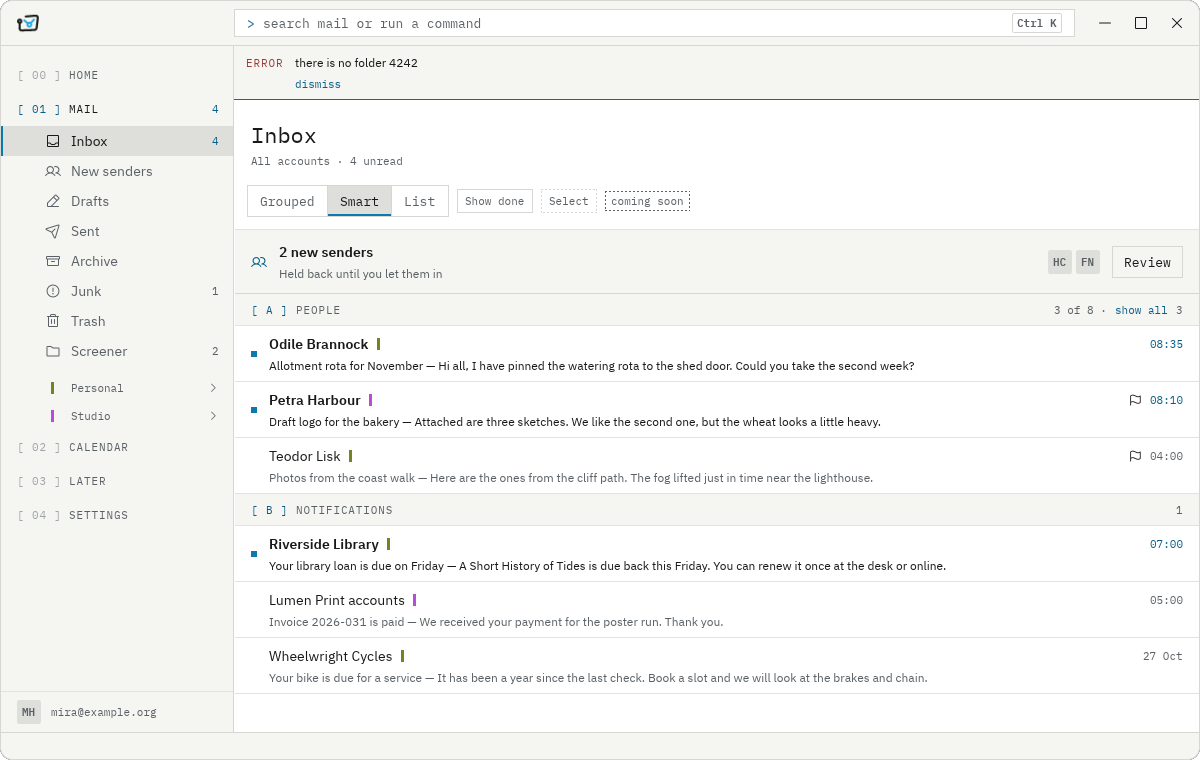 > search mail or run a command Ctrl K
[ 00 ] HOME
[ 01 ] MAIL 4
Inbox 4
New senders
Drafts
Sent
Archive
Junk 1
Trash
Screener 2
Personal
Studio
[ 02 ] CALENDAR
[ 03 ] LATER
[ 04 ] SETTINGS
MH mira@example.org
ERROR there is no folder 4242
dismiss
Inbox
All accounts · 4 unread
Grouped Smart List Show done Select coming soon
2 new senders
Held back until you let them in
HC FN Review
[ A ] PEOPLE 3 of 8 · show all 3
Odile Brannock 08:35
Allotment rota for November — Hi all, I have pinned the watering rota to the shed door. Could you take the second week?
Petra Harbour 08:10
Draft logo for the bakery — Attached are three sketches. We like the second one, but the wheat looks a little heavy.
Teodor Lisk 04:00
Photos from the coast walk — Here are the ones from the cliff path. The fog lifted just in time near the lighthouse.
[ B ] NOTIFICATIONS 1
Riverside Library 07:00
Your library loan is due on Friday — A Short History of Tides is due back this Friday. You can renew it once at the desk or online.
Lumen Print accounts 05:00
Invoice 2026-031 is paid — We received your payment for the poster run. Thank you.
Wheelwright Cycles 27 Oct
Your bike is due for a service — It has been a year since the last check. Book a slot and we will look at the brakes and chain.